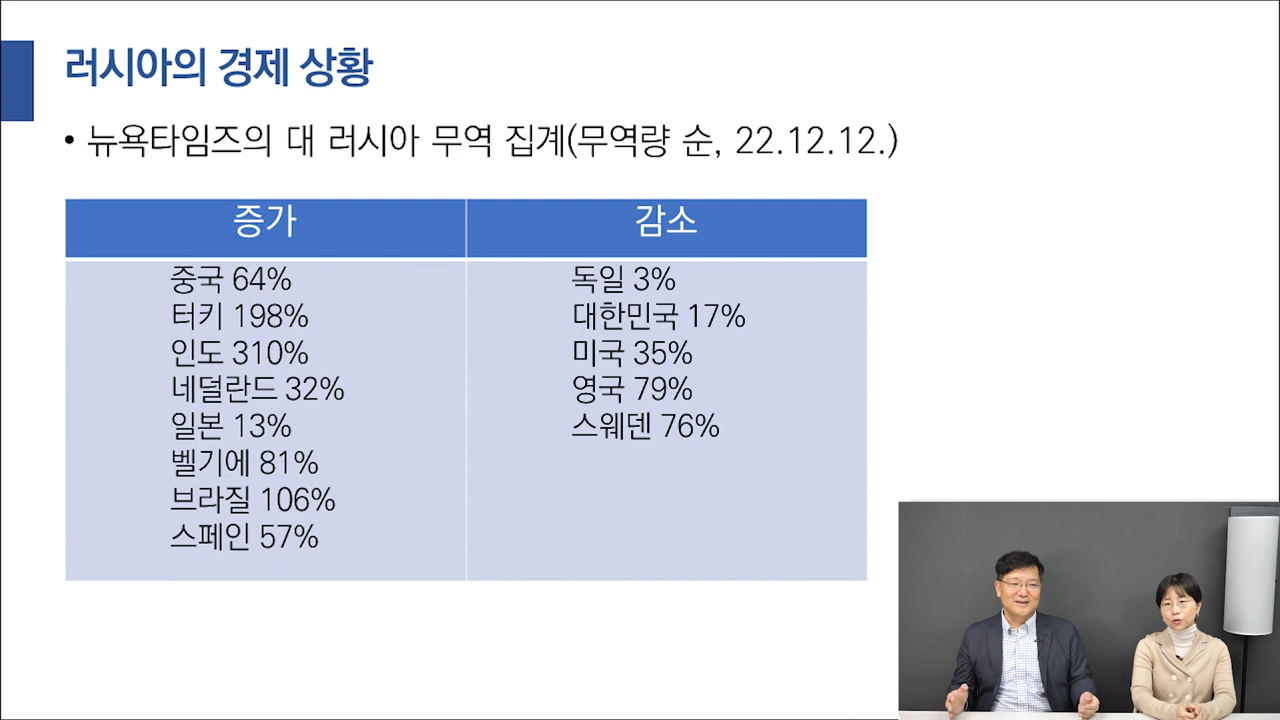 러시아의 경제 상황
• 뉴욕타임즈의 대 러시아 무역 집계(무역량 순, 22.12.12.)
증가
감소
중국 64%
터키 198%
인도 310%
네덜란드 32%
일본 13%
벨기에 81%
브라질 106%
스페인 57%
독일 3%
대한민국 17%
미국 35%
영국 79%
스웨덴 76%